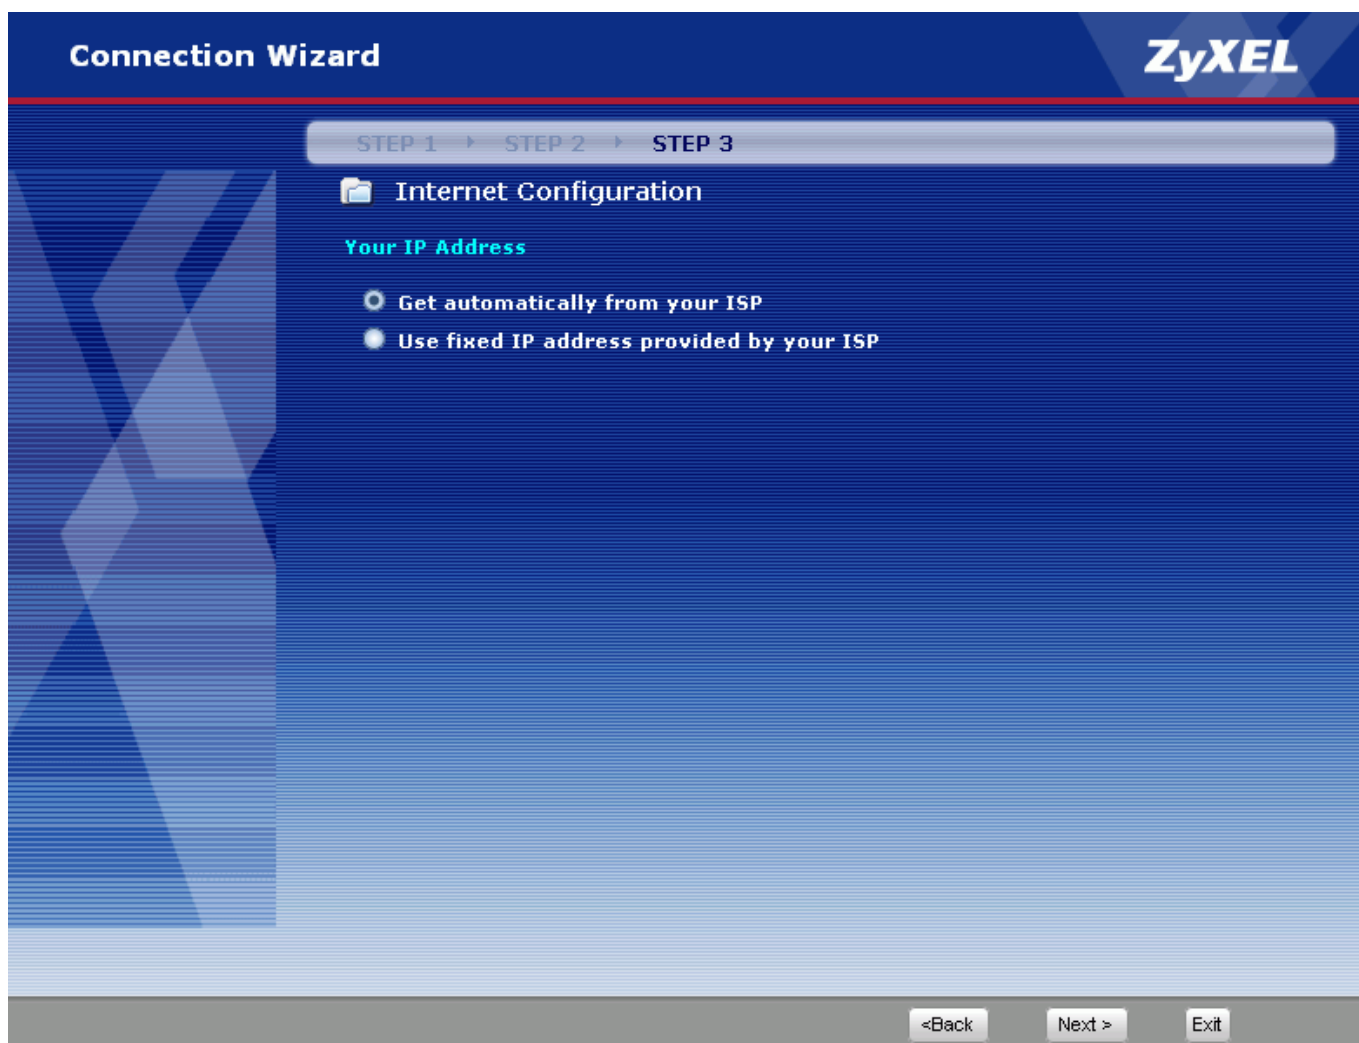 Connection Wizard
ZyXEL
STEP 1 STEP 2 STEP 3
Internet Configuration
Your IP Address
Get automatically from your ISP
Use fixed IP address provided by your ISP
<Back Next > Exit